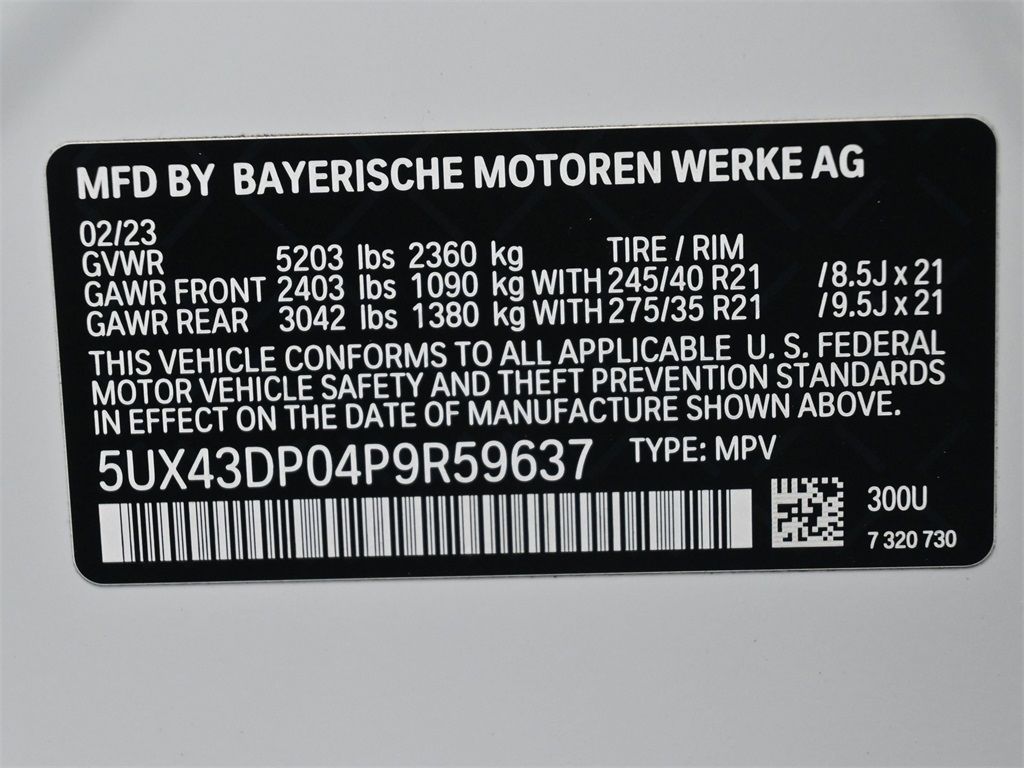 MFD BY BAYERISCHE MOTOREN WERKE AG
02/23
GVWR 5203 lbs 2360 kg TIRE / RIM
GAWR FRONT 2403 lbs 1090 kg WITH 245/40 R21 /8.5J x 21
GAWR REAR 3042 lbs 1380 kg WITH 275/35 R21 /9.5J x 21
THIS VEHICLE CONFORMS TO ALL APPLICABLE U. S. FEDERAL
MOTOR VEHICLE SAFETY AND THEFT PREVENTION STANDARDS
IN EFFECT ON THE DATE OF MANUFACTURE SHOWN ABOVE.
5UX43DP04P9R59637 TYPE: MPV
300U
7 320 730